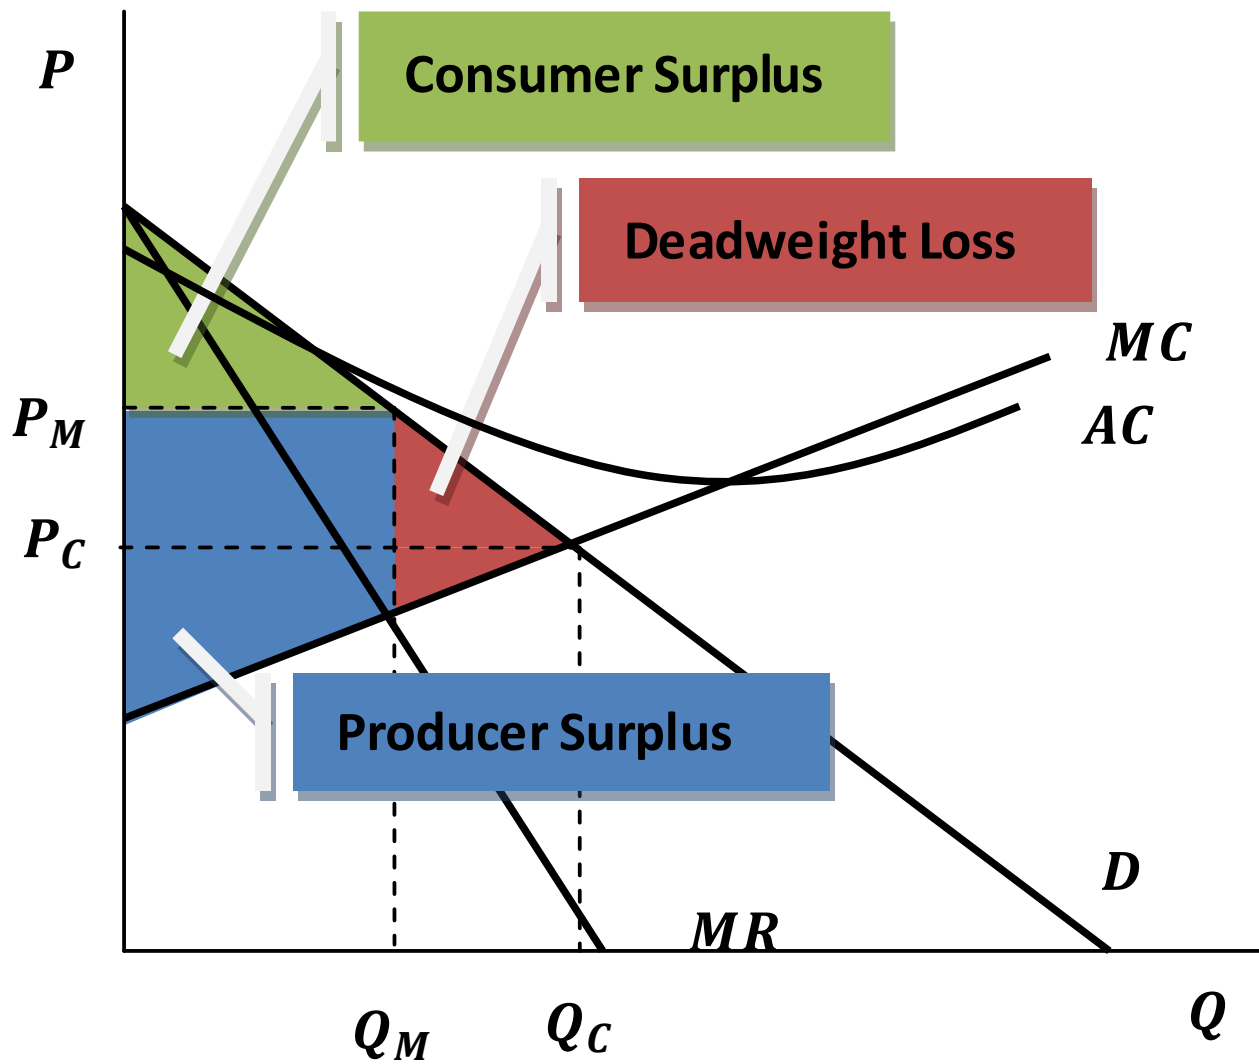 P
Consumer Surplus
Deadweight Loss
MC
P_M
AC
P_C
Producer Surplus
D
MR
Q_M
Q_C
Q